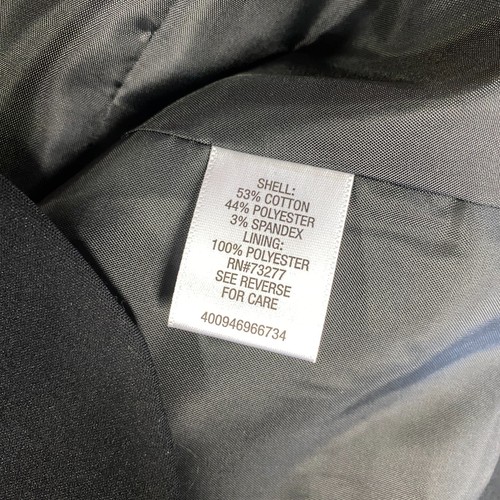 SHELL:
53% COTTON
44% POLYESTER
3% SPANDEX
LINING:
100% POLYESTER
RN#73277
SEE REVERSE
FOR CARE
400946966734